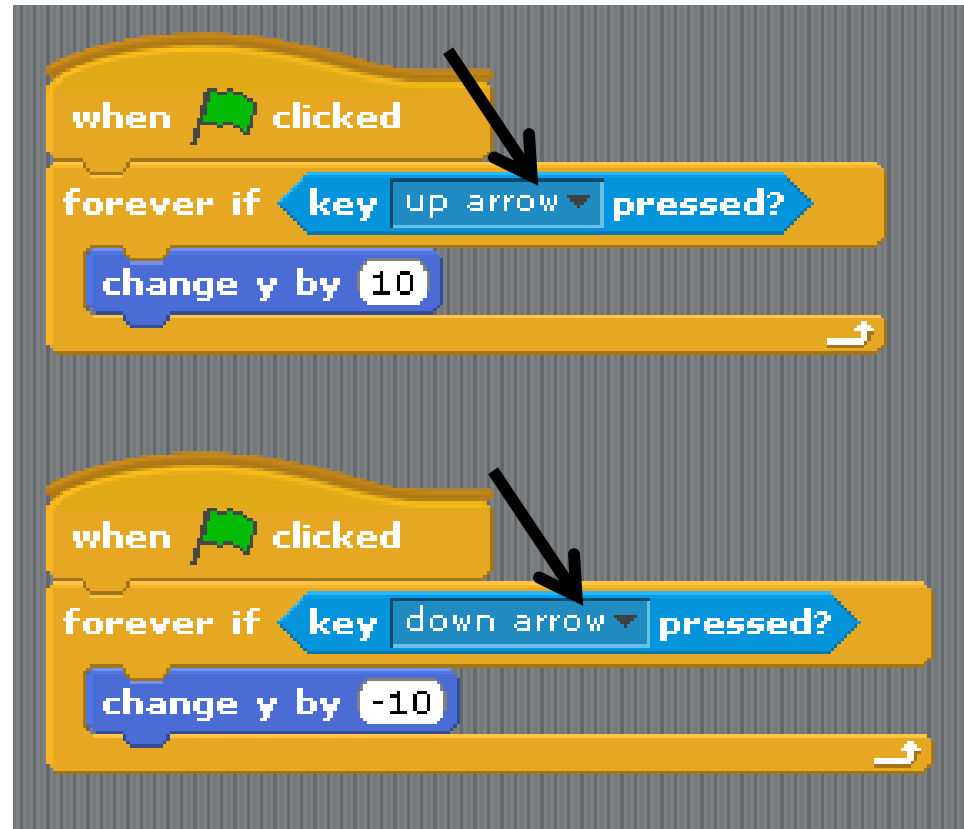 when clicked
forever if key up arrow pressed?
change y by 10
when clicked
forever if key down arrow pressed?
change y by -10